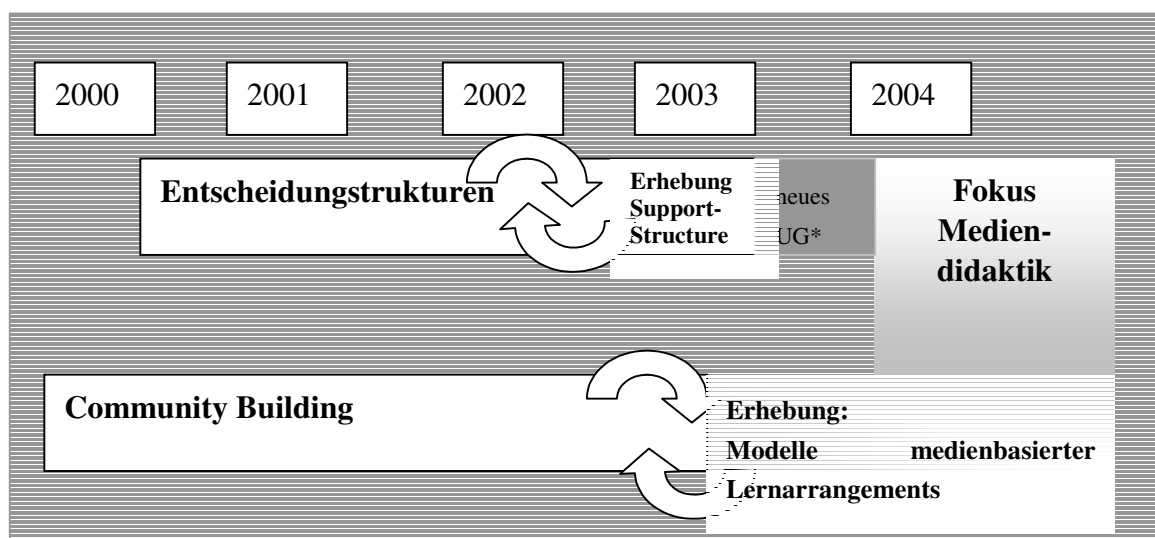 2000 2001 2002 2003 2004
Entscheidungstrukturen
Erhebung
Support-
Structure
neues
UG*
Fokus
Medien-
didaktik
Community Building
Erhebung:
Modelle medienbasierter
Lernarrangements